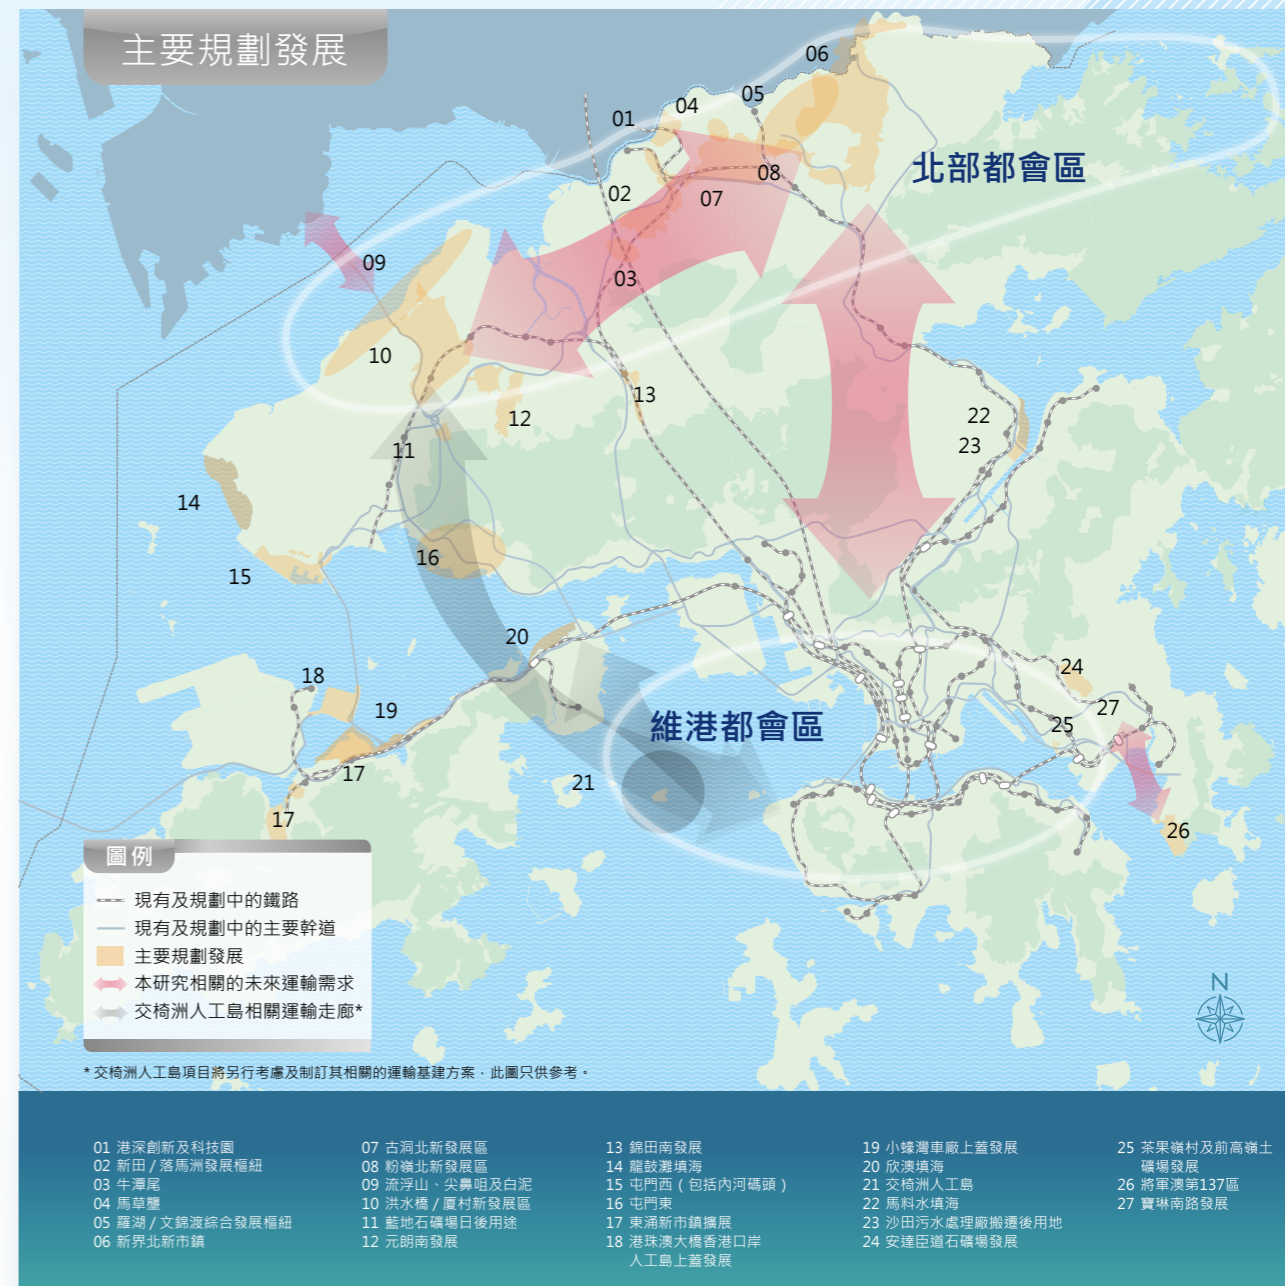 主要規劃發展
06
05
04
01
北部都會區
08
02
07
09
03
10
13
12
22
11
23
14
16
15
20
24
18
27
19
維港都會區
25
17
21
17
26
圖例
現有及規劃中的鐵路
現有及規劃中的主要幹道
主要規劃發展
本研究相關的未來運輸需求
交椅洲人工島相關運輸走廊*
N
* 交椅洲人工島項目將另行考慮及制訂其相關的運輸基建方案，此圖只供參考。
01 港深創新及科技園
02 新田 / 落馬洲發展樞紐
03 牛潭尾
04 馬草壟
05 羅湖 / 文錦渡綜合發展樞紐
06 新界北新市鎮
07 古洞北新發展區
08 粉嶺北新發展區
09 流浮山、尖鼻咀及白泥
10 洪水橋 / 厦村新發展區
11 藍地石礦場日後用途
12 元朗南發展
13 錦田南發展
14 龍鼓灘填海
15 屯門西（包括內河碼頭）
16 屯門東
17 東涌新市鎮擴展
18 港珠澳大橋香港口岸
人工島上蓋發展
19 小蠔灣車廠上蓋發展
20 欣澳填海
21 交椅洲人工島
22 馬料水填海
23 沙田污水處理廠搬遷後用地
24 安達臣道石礦場發展
25 茶果嶺村及前高嶺土
礦場發展
26 將軍澳第137區
27 寶琳南路發展